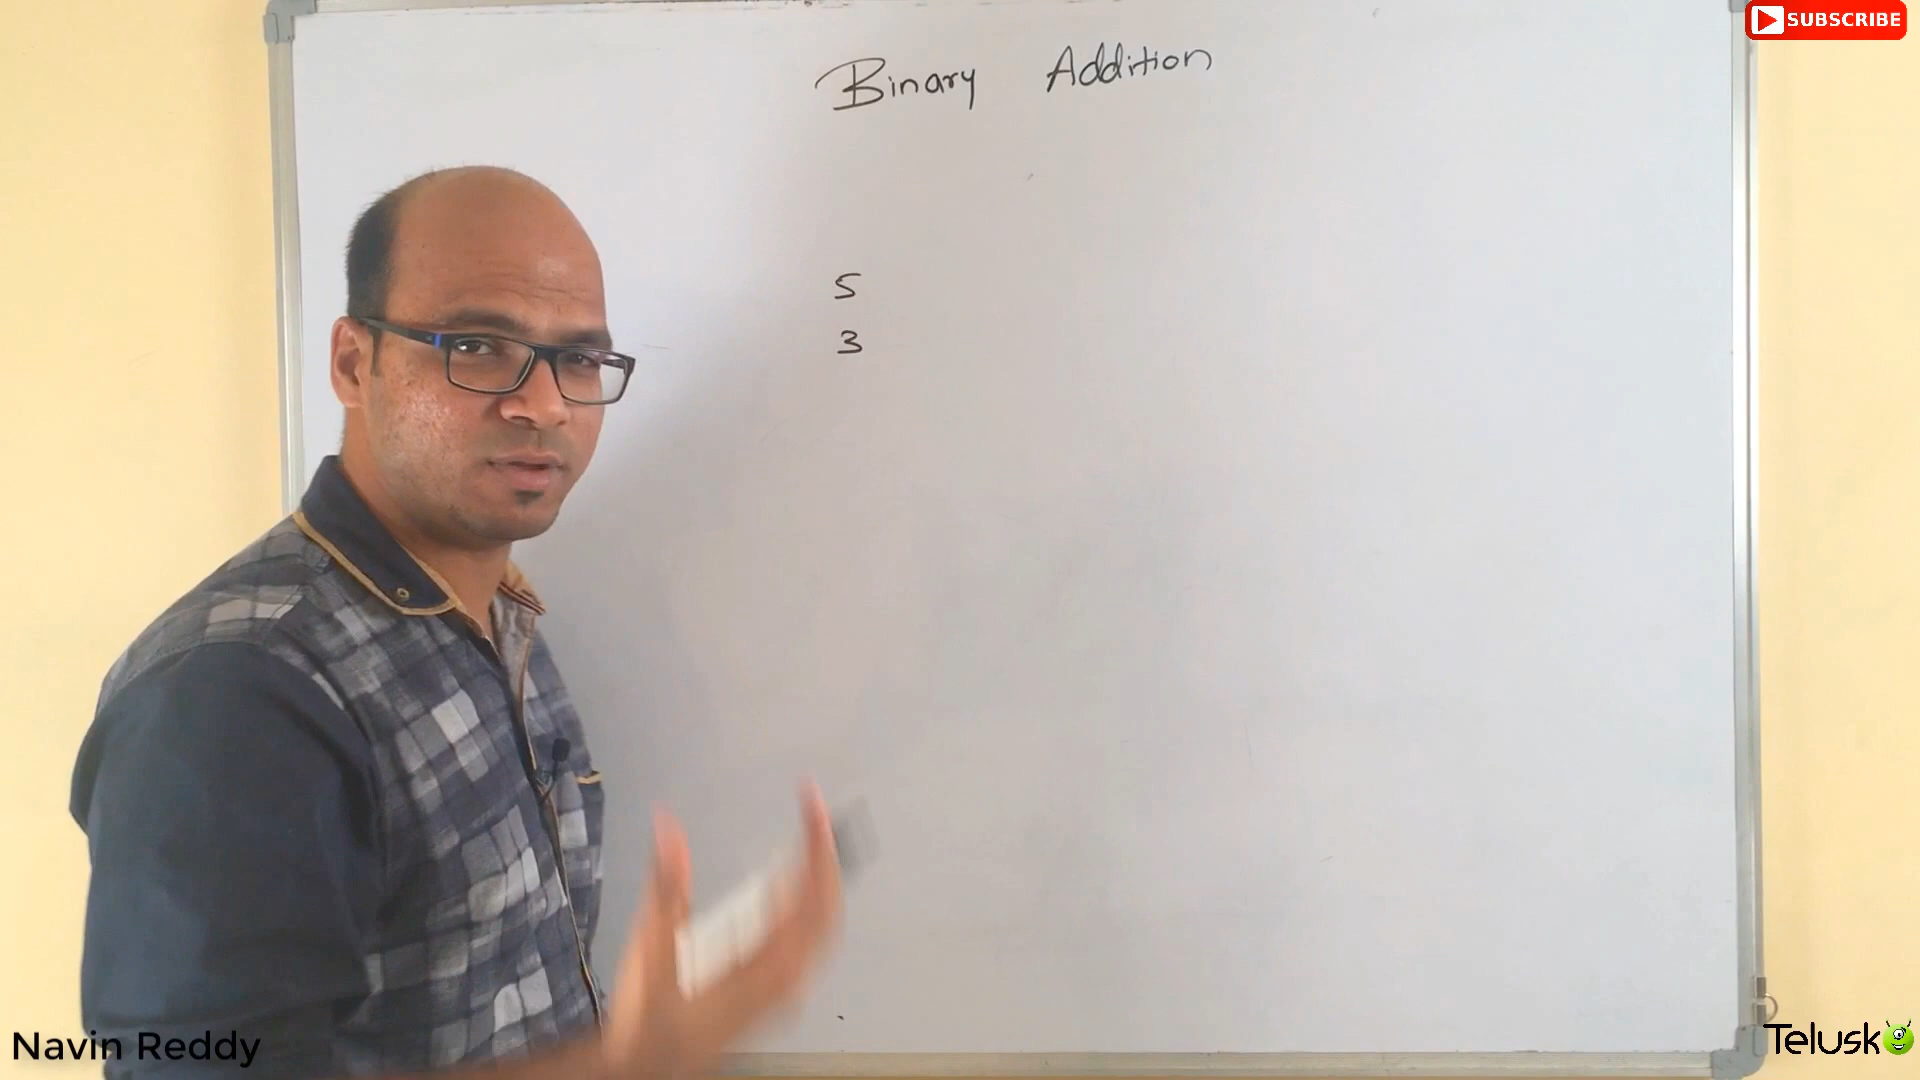 SUBSCRIBE
Binary Addition
5
3
Navin Reddy
Telusko